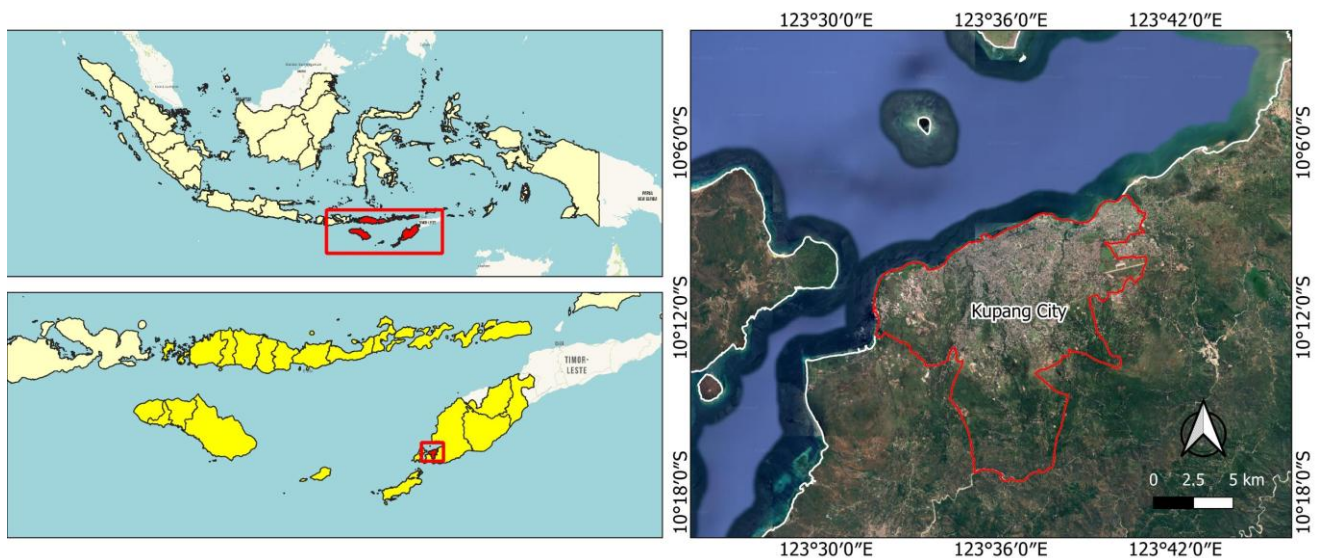 123°30′0″E 123°36′0″E 123°42′0″E
10°6′0″S
10°12′0″S
10°18′0″S
10°6′0″S
10°12′0″S
10°18′0″S
TIMOR-
LESTE
Kupang City
0 2.5 5 km
123°30′0″E 123°36′0″E 123°42′0″E